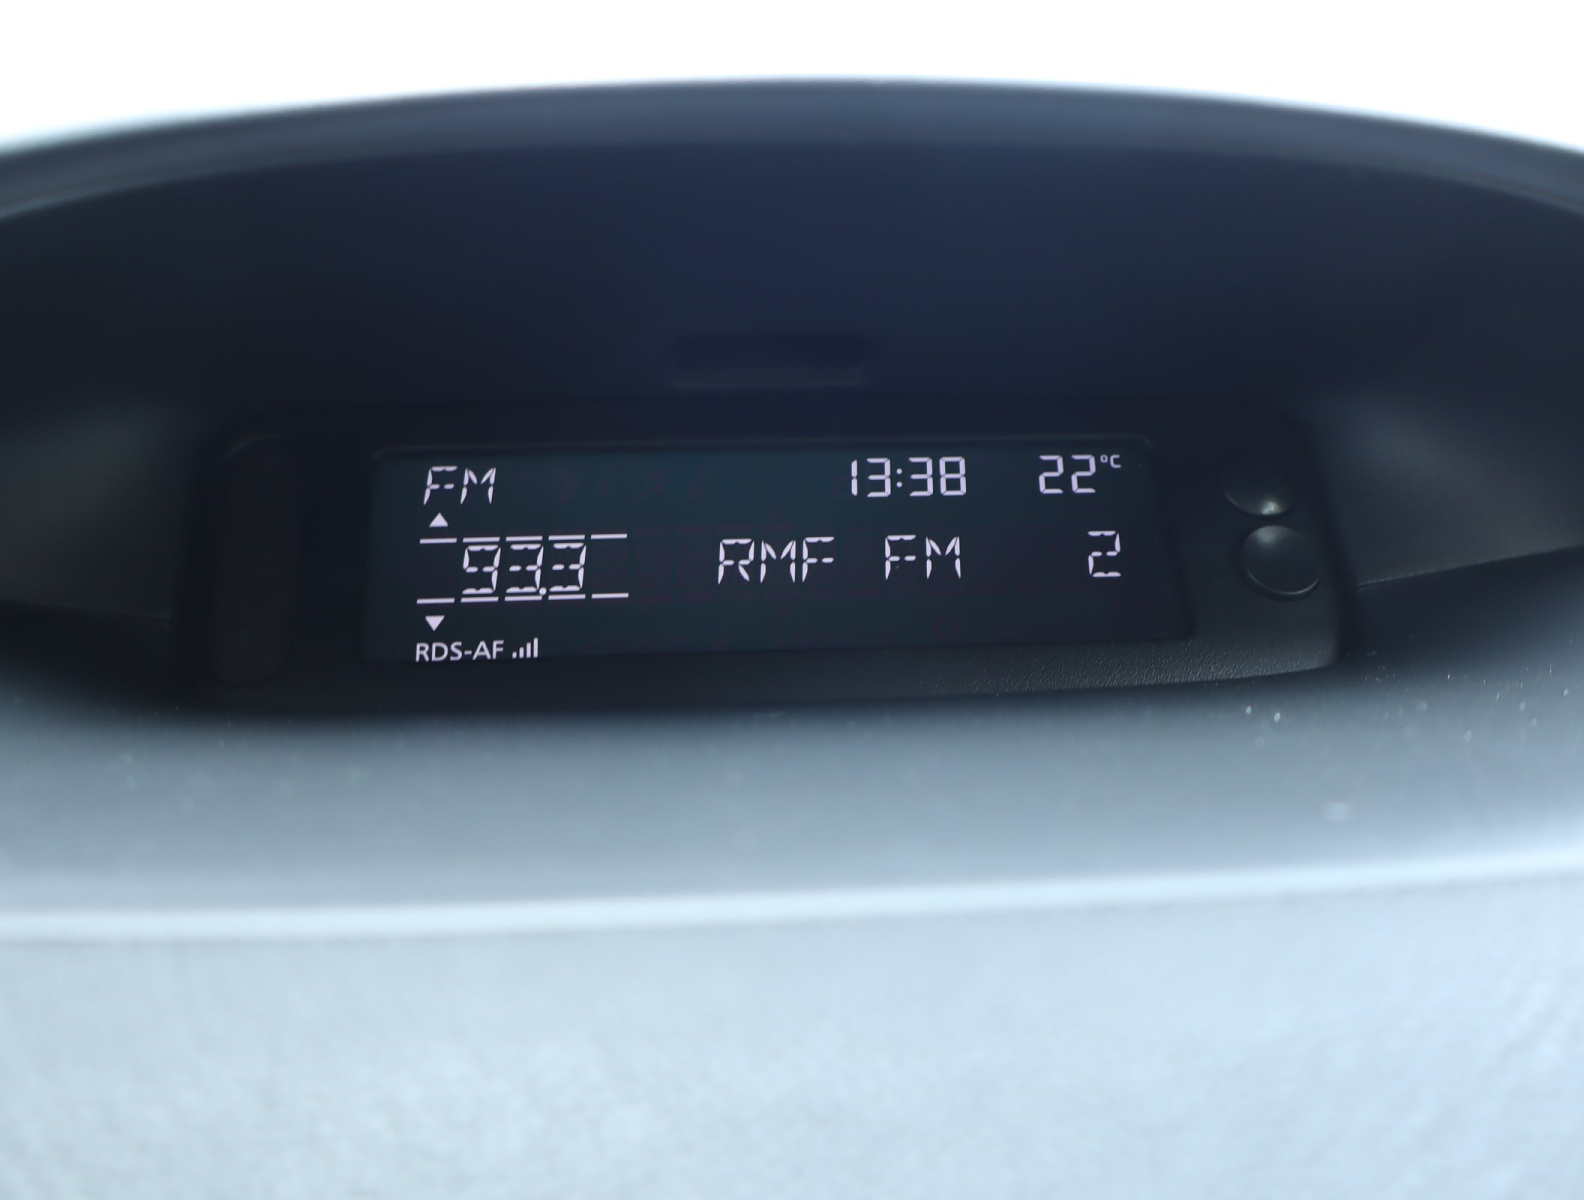 FM 13:38 22°C
93.3 RMF FM 2
RDS-AF